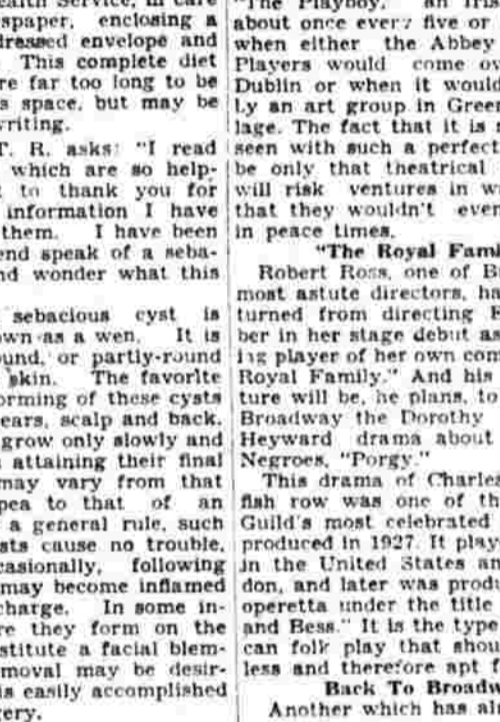 ealth Service, in care
spaper, enclosing a
dressed envelope and
This complete diet
re far too long to be
s space, but may be
writing.
T. R. asks: "I read
which are so help-
t to thank you for
information I have
them. I have been
end speak of a seba-
nd wonder what this
sebacious cyst is
own as a wen. It is
ound, or partly-round
skin. The favorite
orming of these cysts
ears, scalp and back.
grow only slowly and
attaining their final
may vary from that
pea to that of an
a general rule, such
sts cause no trouble,
casionally, following
may become inflamed
charge. In some in-
re they form on the
stitute a facial blem-
moval may be desir-
is easily accomplished
gery.
"The Playboy," an Iris
about once every five or
when either the Abbey
Players would come ov
Dublin or when it would
by an art group in Green
lage. The fact that it is
seen with such a perfect
be only that theatrical
will risk ventures in w
that they wouldn't ever
in peace times.
"The Royal Fami
Robert Ross, one of B
most astute directors, ha
turned from directing E
ber in her stage debut as
ing player of her own com
Royal Family." And his
ture will be, he plans, to
Broadway the Dorothy
Heyward drama about
Negroes, "Porgy."
This drama of Charles
fish row was one of th
Guild's most celebrated
produced in 1927. It play
in the United States an
don, and later was prod
operetta under the title
and Bess." It is the type
can folk play that shou
less and therefore apt f
Back To Broadw
Another which has al